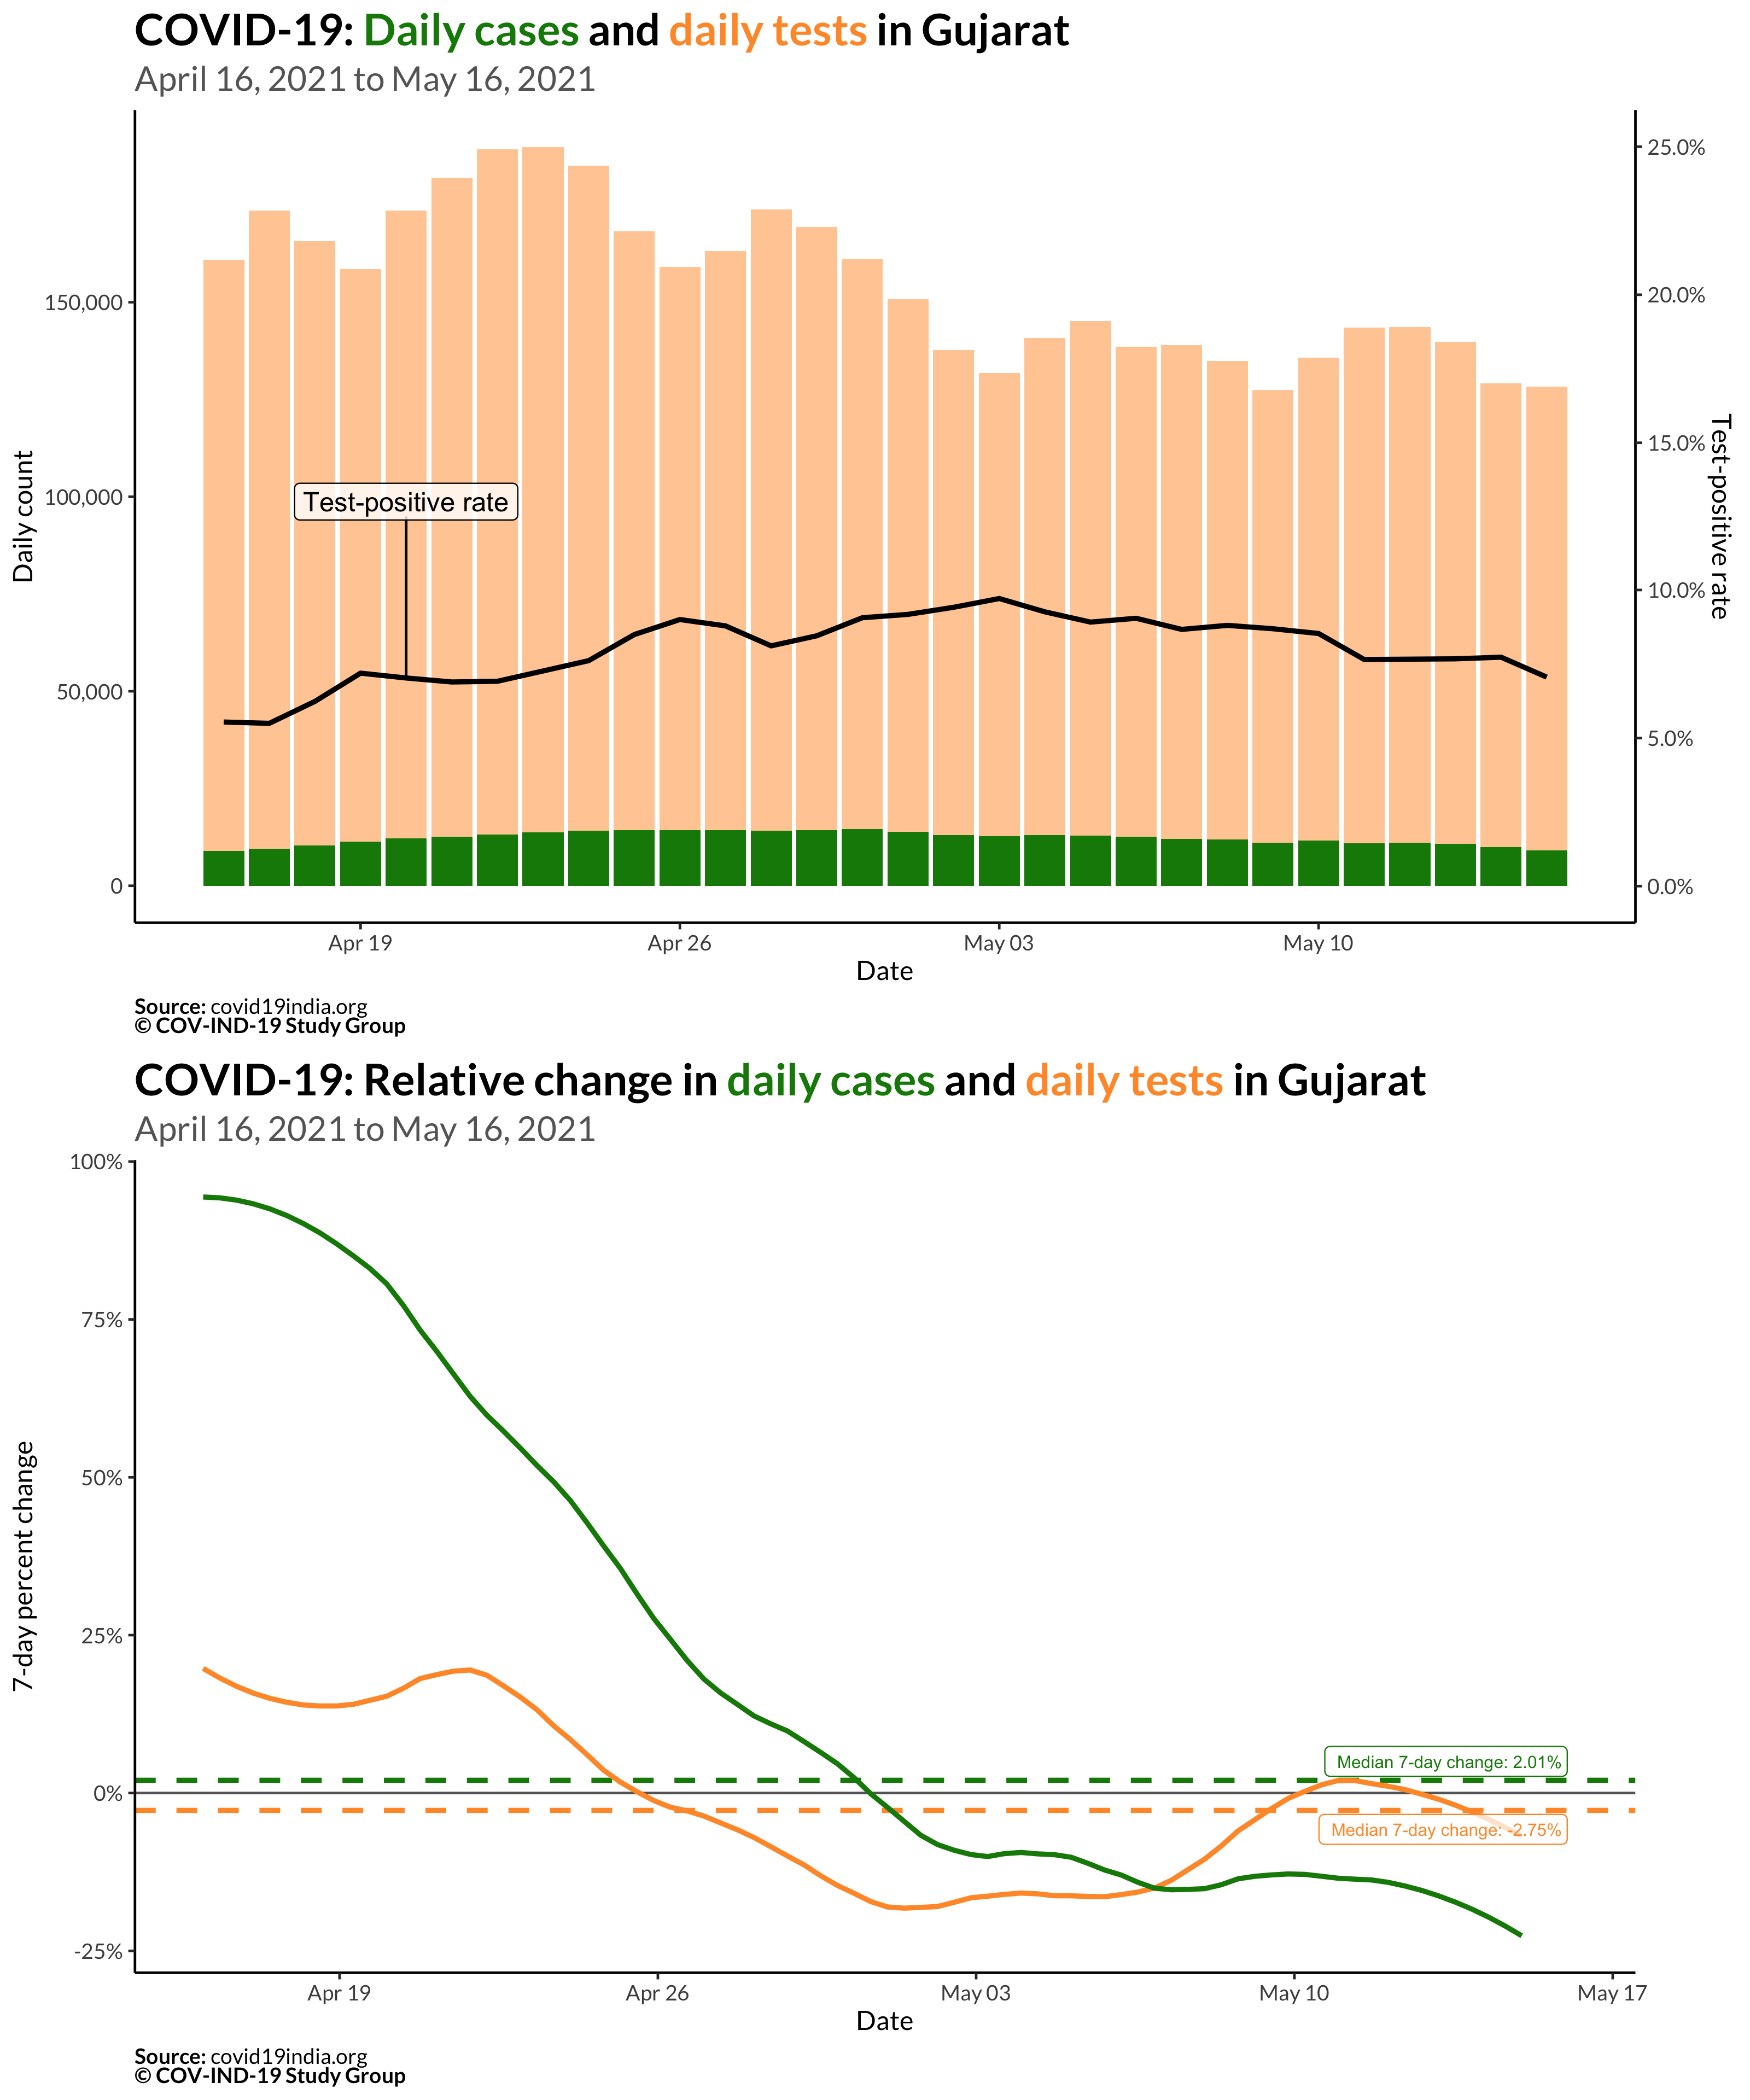 COVID-19: Daily cases and daily tests in Gujarat
April 16, 2021 to May 16, 2021
25.0%
20.0%
150,000
15.0%
Test-positive rate
100,000
Daily count
Test-positive rate
10.0%
50,000
5.0%
0
0.0%
Apr 19
Apr 26
May 03
May 10
Date
Source: covid19india.org
© COV-IND-19 Study Group
COVID-19: Relative change in daily cases and daily tests in Gujarat
April 16, 2021 to May 16, 2021
100%
75%
50%
7-day percent change
25%
Median 7-day change: 2.01%
0%
Median 7-day change: -2.75%
-25%
Apr 19
Apr 26
May 03
May 10
May 17
Date
Source: covid19india.org
© COV-IND-19 Study Group